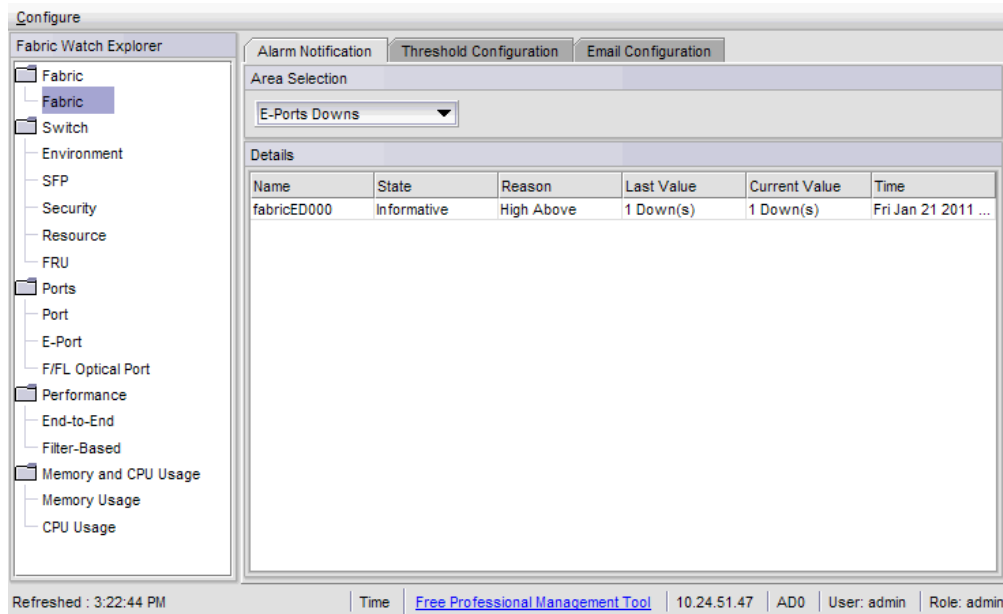 Configure
Fabric Watch Explorer
Fabric
Fabric
Switch
Environment
SFP
Security
Resource
FRU
Ports
Port
E-Port
F/FL Optical Port
Performance
End-to-End
Filter-Based
Memory and CPU Usage
Memory Usage
CPU Usage
Alarm Notification Threshold Configuration Email Configuration
Area Selection
E-Ports Downs
Details
Name State Reason Last Value Current Value Time
fabricED000 Informative High Above 1 Down(s) 1 Down(s) Fri Jan 21 2011 ...
Refreshed : 3:22:44 PM Time Free Professional Management Tool 10.24.51.47 AD0 User: admin Role: admin